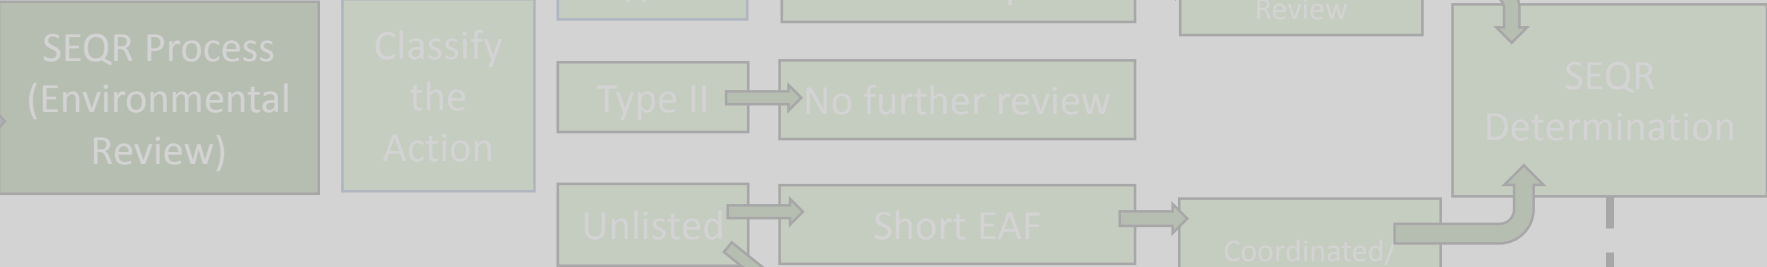 SEQR Process
(Environmental
Review)
Classify
the
Action
Type II
No further review
Unlisted
Short EAF
Review
Coordinated/
SEQR
Determination